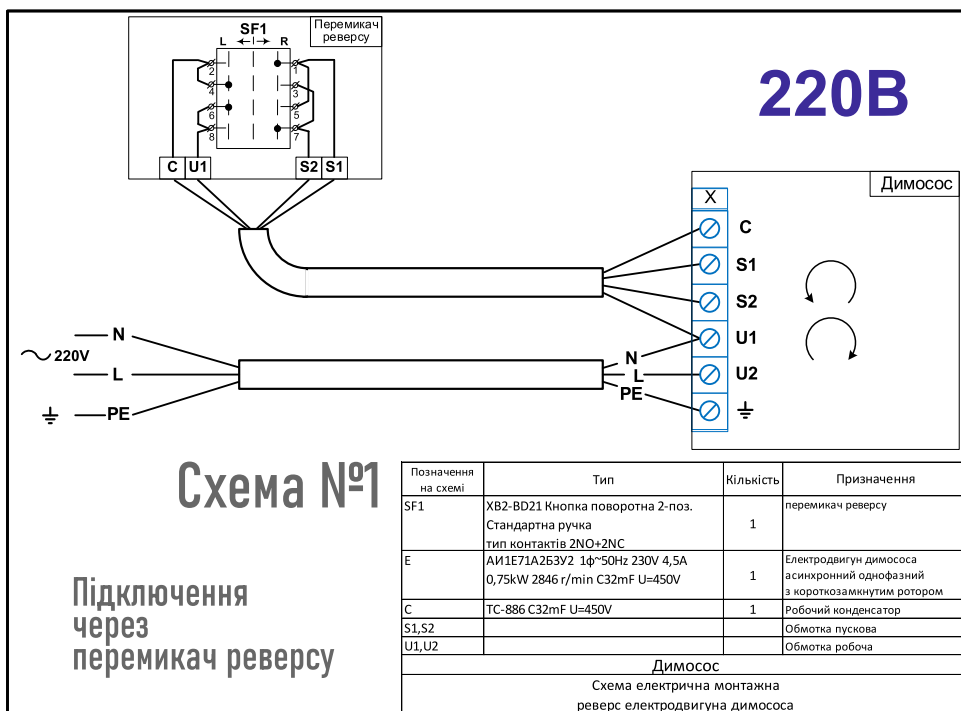 SF1
Перемикач
реверсу
L R
2 1
4 3
6 5
8 7
C U1 S2 S1
220В
Димосос
X
C
S1
S2
U1
U2
N
220V
L
PE
N
L
PE
Схема №1
Підключення
через
перемикач реверсу
Позначення
на схемі
Тип
Кількість
Призначення
SF1
XB2-BD21 Кнопка поворотна 2-поз.
Стандартна ручка
тип контактів 2NO+2NC
1
перемикач реверсу
E
АИ1Е71А2Б3У2 1ф~50Hz 230V 4,5A
0,75kW 2846 r/min C32mF U=450V
1
Електродвигун димососа
асинхронний однофазний
з короткозамкнутим ротором
C
TC-886 C32mF U=450V
1
Робочий конденсатор
S1,S2
Обмотка пускова
U1,U2
Обмотка робоча
Димосос
Схема електрична монтажна
реверс електродвигуна димососа